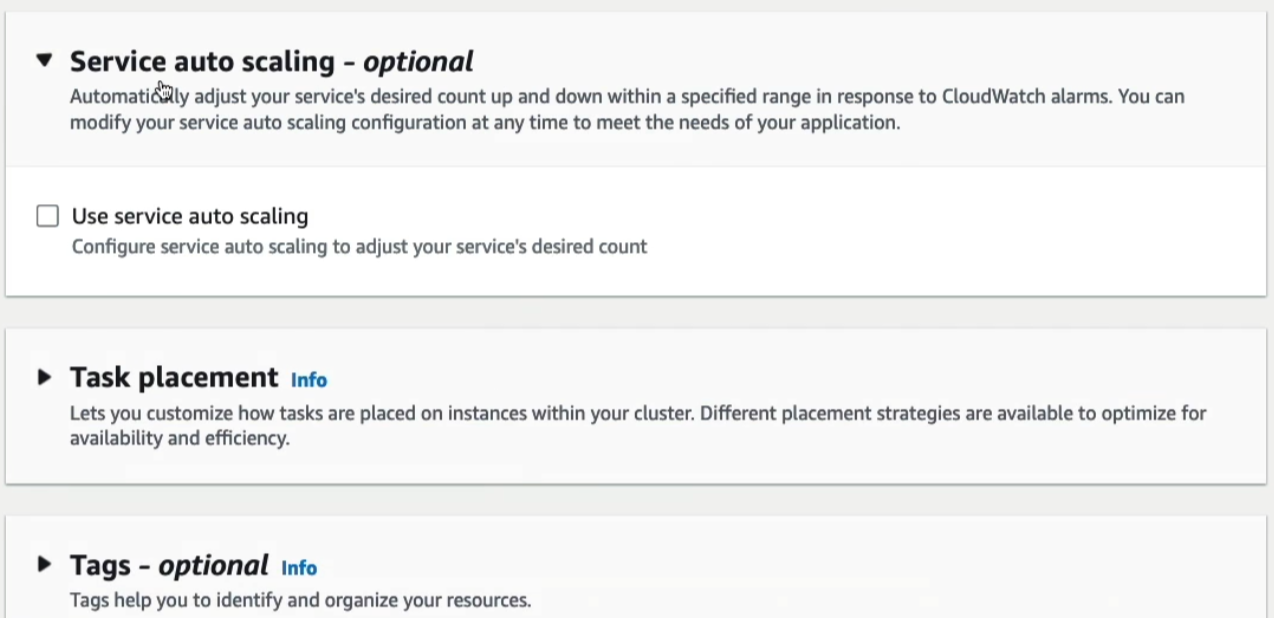 Service auto scaling - optional
Automatically adjust your service's desired count up and down within a specified range in response to CloudWatch alarms. You can
modify your service auto scaling configuration at any time to meet the needs of your application.
Use service auto scaling
Configure service auto scaling to adjust your service's desired count
Task placement Info
Lets you customize how tasks are placed on instances within your cluster. Different placement strategies are available to optimize for
availability and efficiency.
Tags - optional Info
Tags help you to identify and organize your resources.